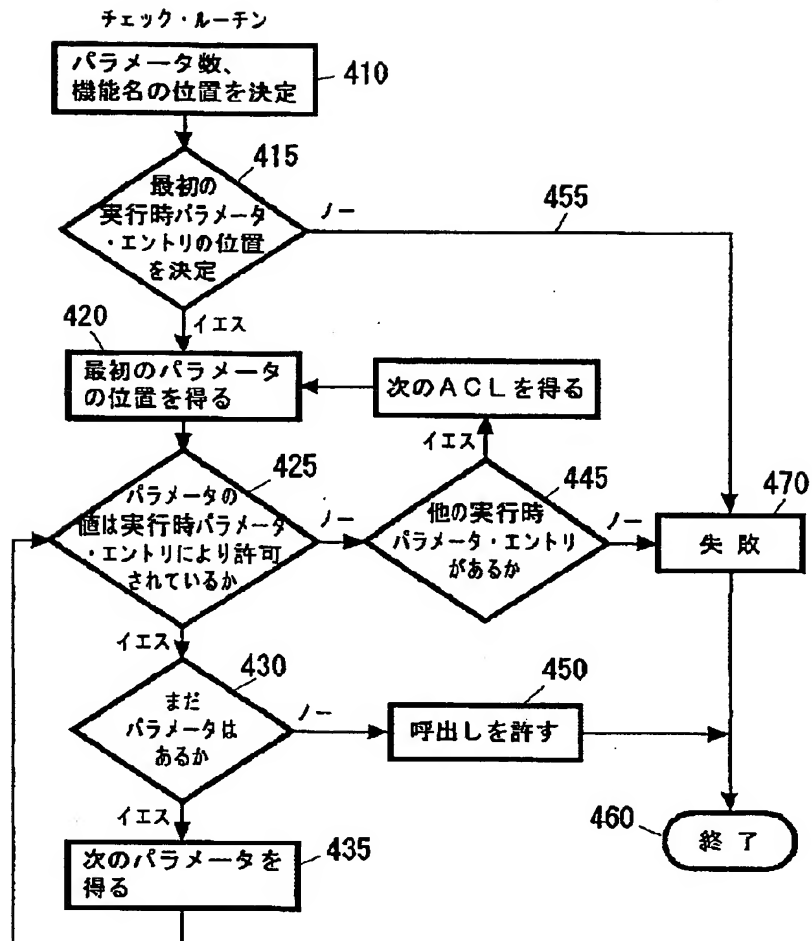 チェック・ルーチン
パラメータ数、
機能名の位置を決定
410
415
最初の
実行時パラメータ
・エントリの位置
を決定
ノー
455
イエス
420
最初のパラメータ
の位置を得る
次のACLを得る
イエス
425
パラメータの
値は実行時パラメータ
・エントリにより許可
されているか
ノー
445
他の実行時
パラメータ・エントリ
があるか
ノー
470
失敗
イエス
430
まだ
パラメータは
あるか
ノー
450
呼出しを許す
イエス
435
次のパラメータを
得る
460
終了